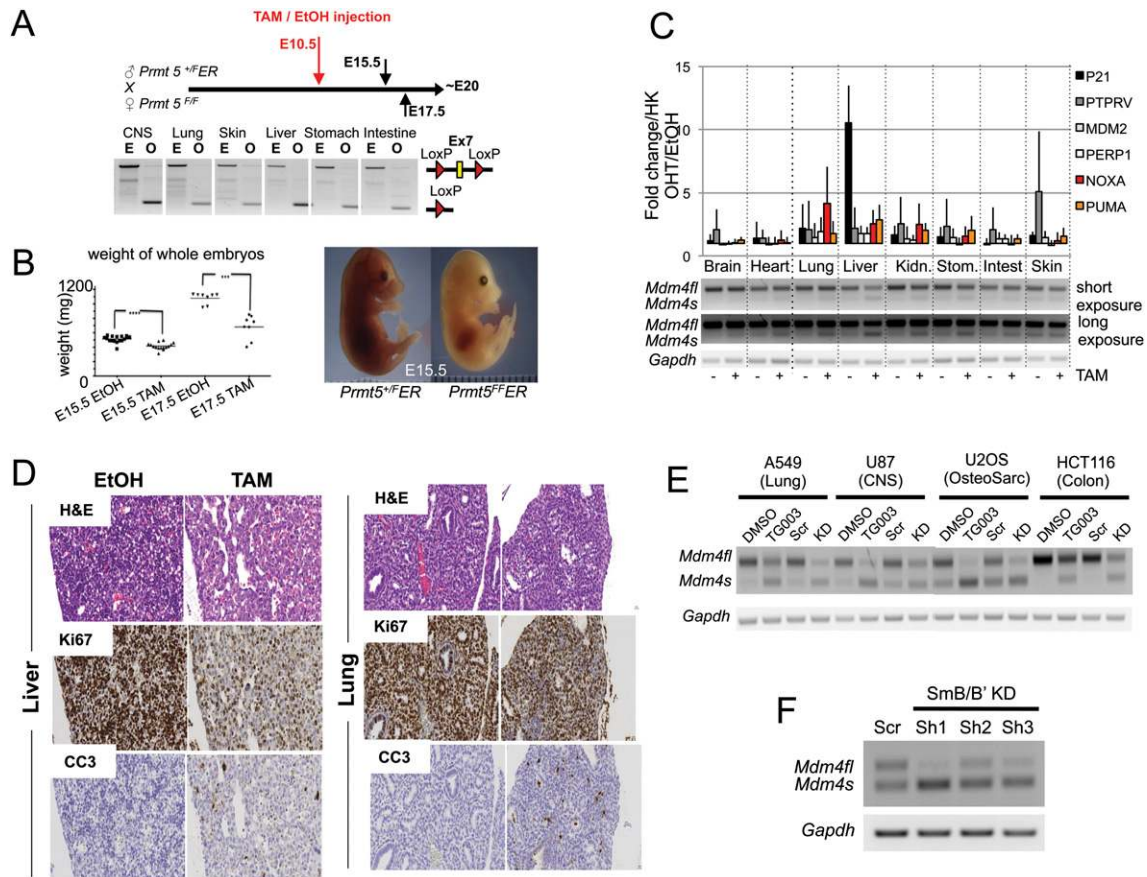 A
TAM / EtOH injection
E10.5
E15.5
♂ Prmt 5 +/FER
X
♀ Prmt 5 F/F
~E20
E17.5
CNS Lung Skin Liver Stomach Intestine
E O E O E O E O E O E O
Ex7
LoxP LoxP
LoxP
B
weight of whole embryos
weight (mg)
1200
0
**** ***
E15.5 EtOH
E15.5 TAM
E17.5 EtOH
E17.5 TAM
E15.5
Prmt5+/FER Prmt5FFER
C
Fold change/HK
OHT/EtOH
15
10
5
0
P21
PTPRV
MDM2
PERP1
NOXA
PUMA
Brain Heart Lung Liver Kidn. Stom. Intest Skin
Mdm4fl
Mdm4s
short
exposure
Mdm4fl
Mdm4s
long
exposure
Gapdh
- + - + - + - + - + - + - + - + TAM
D
EtOH TAM
Liver
H&E
Ki67
CC3
Lung
H&E
Ki67
CC3
E
A549
(Lung)
U87
(CNS)
U2OS
(OsteoSarc)
HCT116
(Colon)
DMSO TG003 Scr KD DMSO TG003 Scr KD DMSO TG003 Scr KD DMSO TG003 Scr KD
Mdm4fl
Mdm4s
Gapdh
F
SmB/B' KD
Scr Sh1 Sh2 Sh3
Mdm4fl
Mdm4s
Gapdh